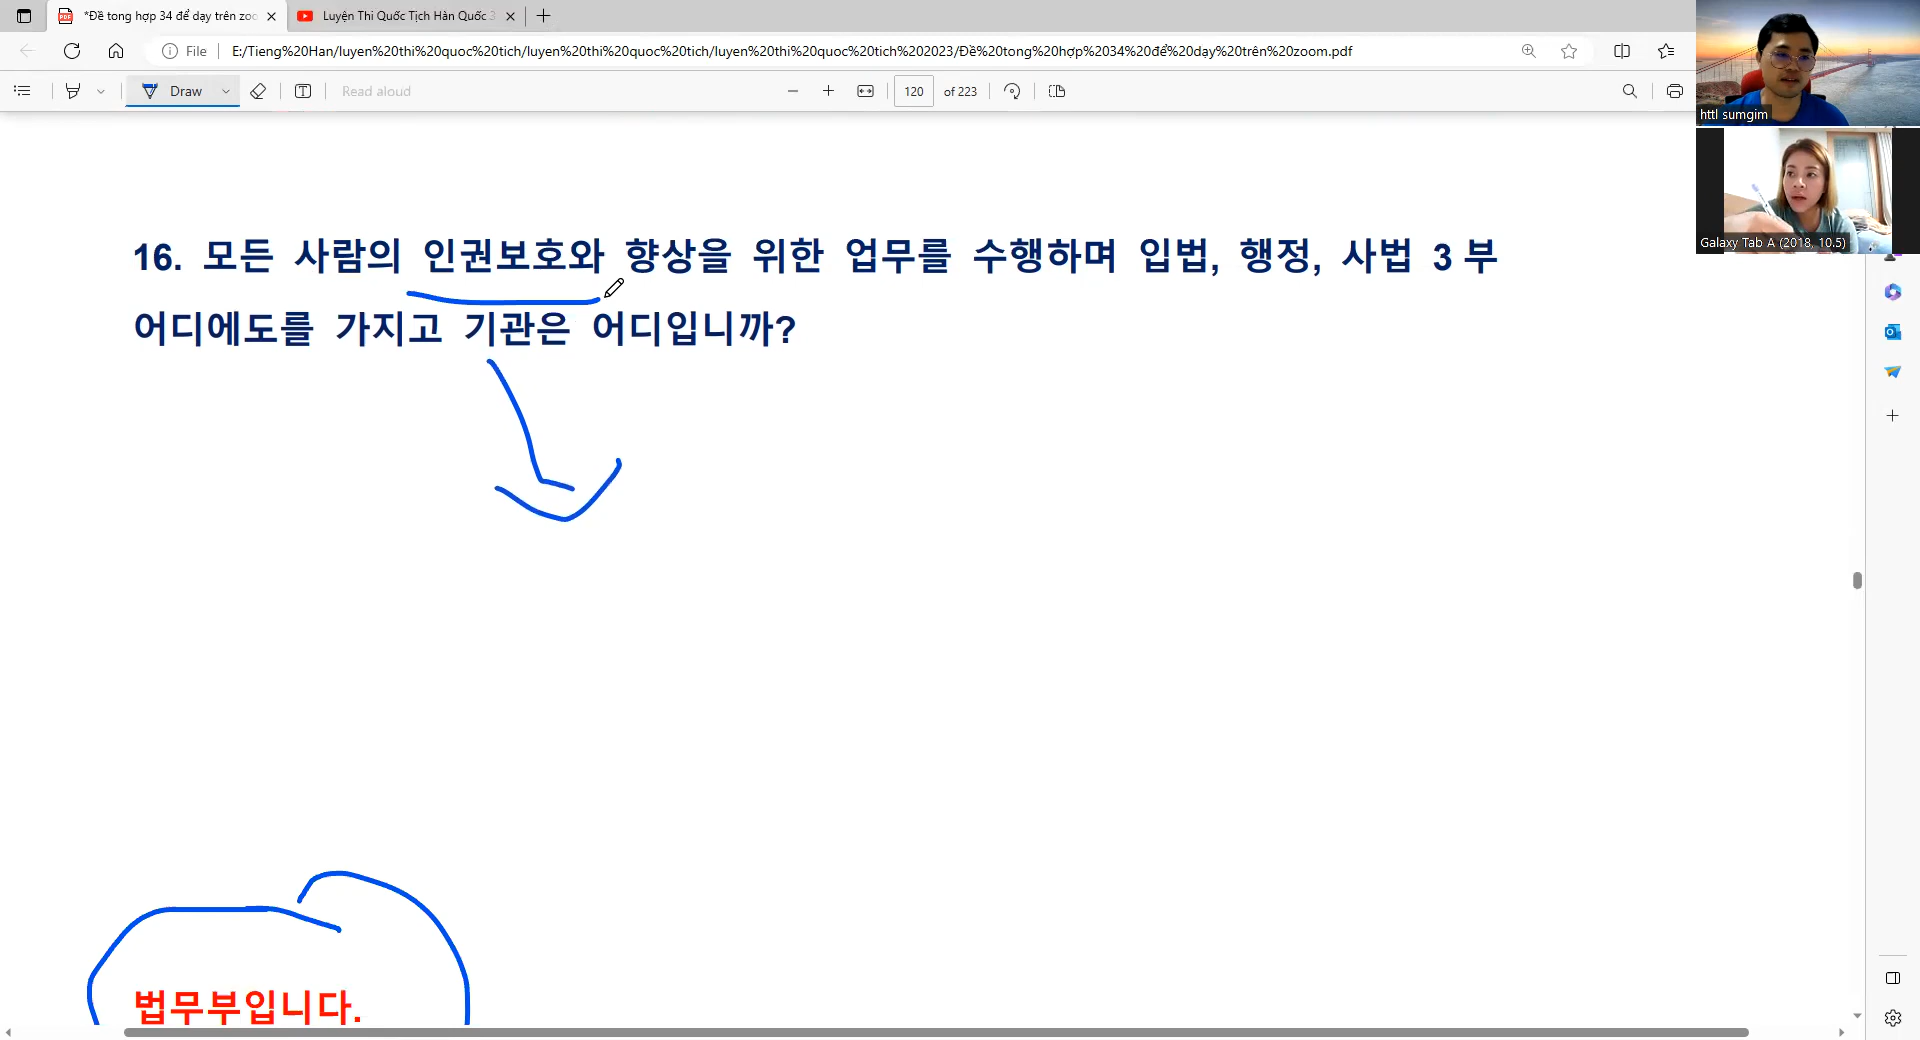 *Đề tong hợp 34 để dạy trên zoo
Luyện Thi Quốc Tịch Hàn Quốc 3
File
E:/Tieng%20Han/luyen%20thi%20quoc%20tich/luyen%20thi%20quoc%20tich/luyen%20thi%20quoc%20tich%202023/Đề%20tong%20hợp%2034%20để%20dạy%20trên%20zoom.pdf
Draw
Read aloud
120 of 223
httl sumgim
Galaxy Tab A (2018, 10.5)
16. 모든 사람의 인권보호와 향상을 위한 업무를 수행하며 입법, 행정, 사법 3 부
어디에도를 가지고 기관은 어디입니까?
법무부입니다.